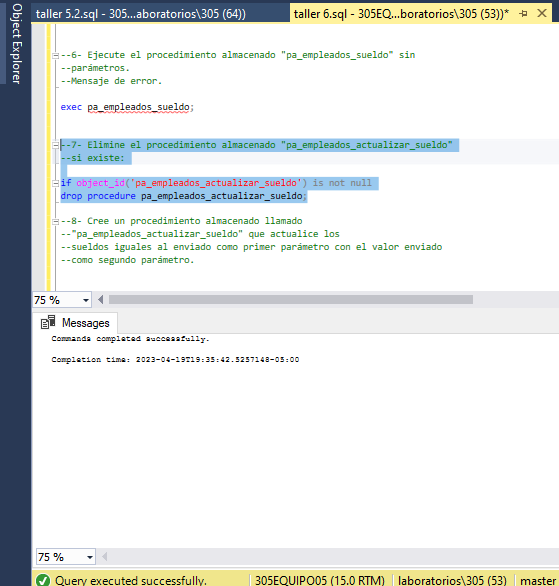 Object Explorer
taller 5.2.sql - 305...aboratorios\305 (64))
taller 6.sql - 305EQ...boratorios\305 (53))*
--6- Ejecute el procedimiento almacenado "pa_empleados_sueldo" sin
--parámetros.
--Mensaje de error.
exec pa_empleados_sueldo;
--7- Elimine el procedimiento almacenado "pa_empleados_actualizar_sueldo"
--si existe:
if object_id('pa_empleados_actualizar_sueldo') is not null
drop procedure pa_empleados_actualizar_sueldo;
--8- Cree un procedimiento almacenado llamado
--"pa_empleados_actualizar_sueldo" que actualice los
--sueldos iguales al enviado como primer parámetro con el valor enviado
--como segundo parámetro.
75 %
Messages
Commands completed successfully.
Completion time: 2023-04-19T19:35:42.5257148-05:00
75 %
Query executed successfully.
305EQUIPO05 (15.0 RTM)
laboratorios\305 (53)
master